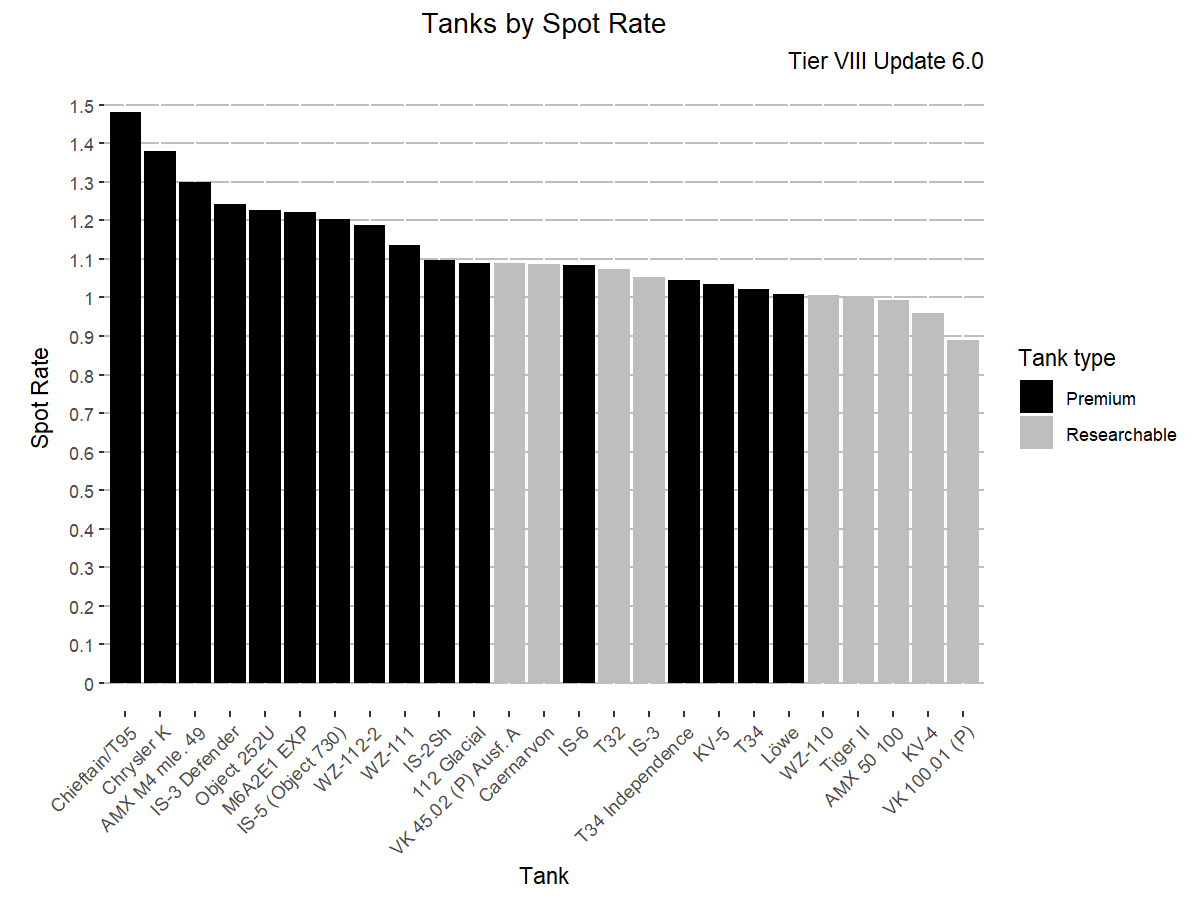 Tanks by Spot Rate
Tier VIII Update 6.0
1.5
1.4
1.3
1.2
1.1
1
0.9
0.8
0.7
0.6
0.5
0.4
0.3
0.2
0.1
0
Spot Rate
Chieftain/T95
Chrysler K
AMX M4 mle. 49
IS-3 Defender
Object 252U
M6A2E1 EXP
IS-5 (Object 730)
WZ-112-2
WZ-111
IS-2Sh
112 Glacial
VK 45.02 (P) Ausf. A
Caernarvon
IS-6
T32
IS-3
T34 Independence
KV-5
T34
Löwe
WZ-110
Tiger II
AMX 50 100
KV-4
VK 100.01 (P)
Tank
Tank type
Premium
Researchable